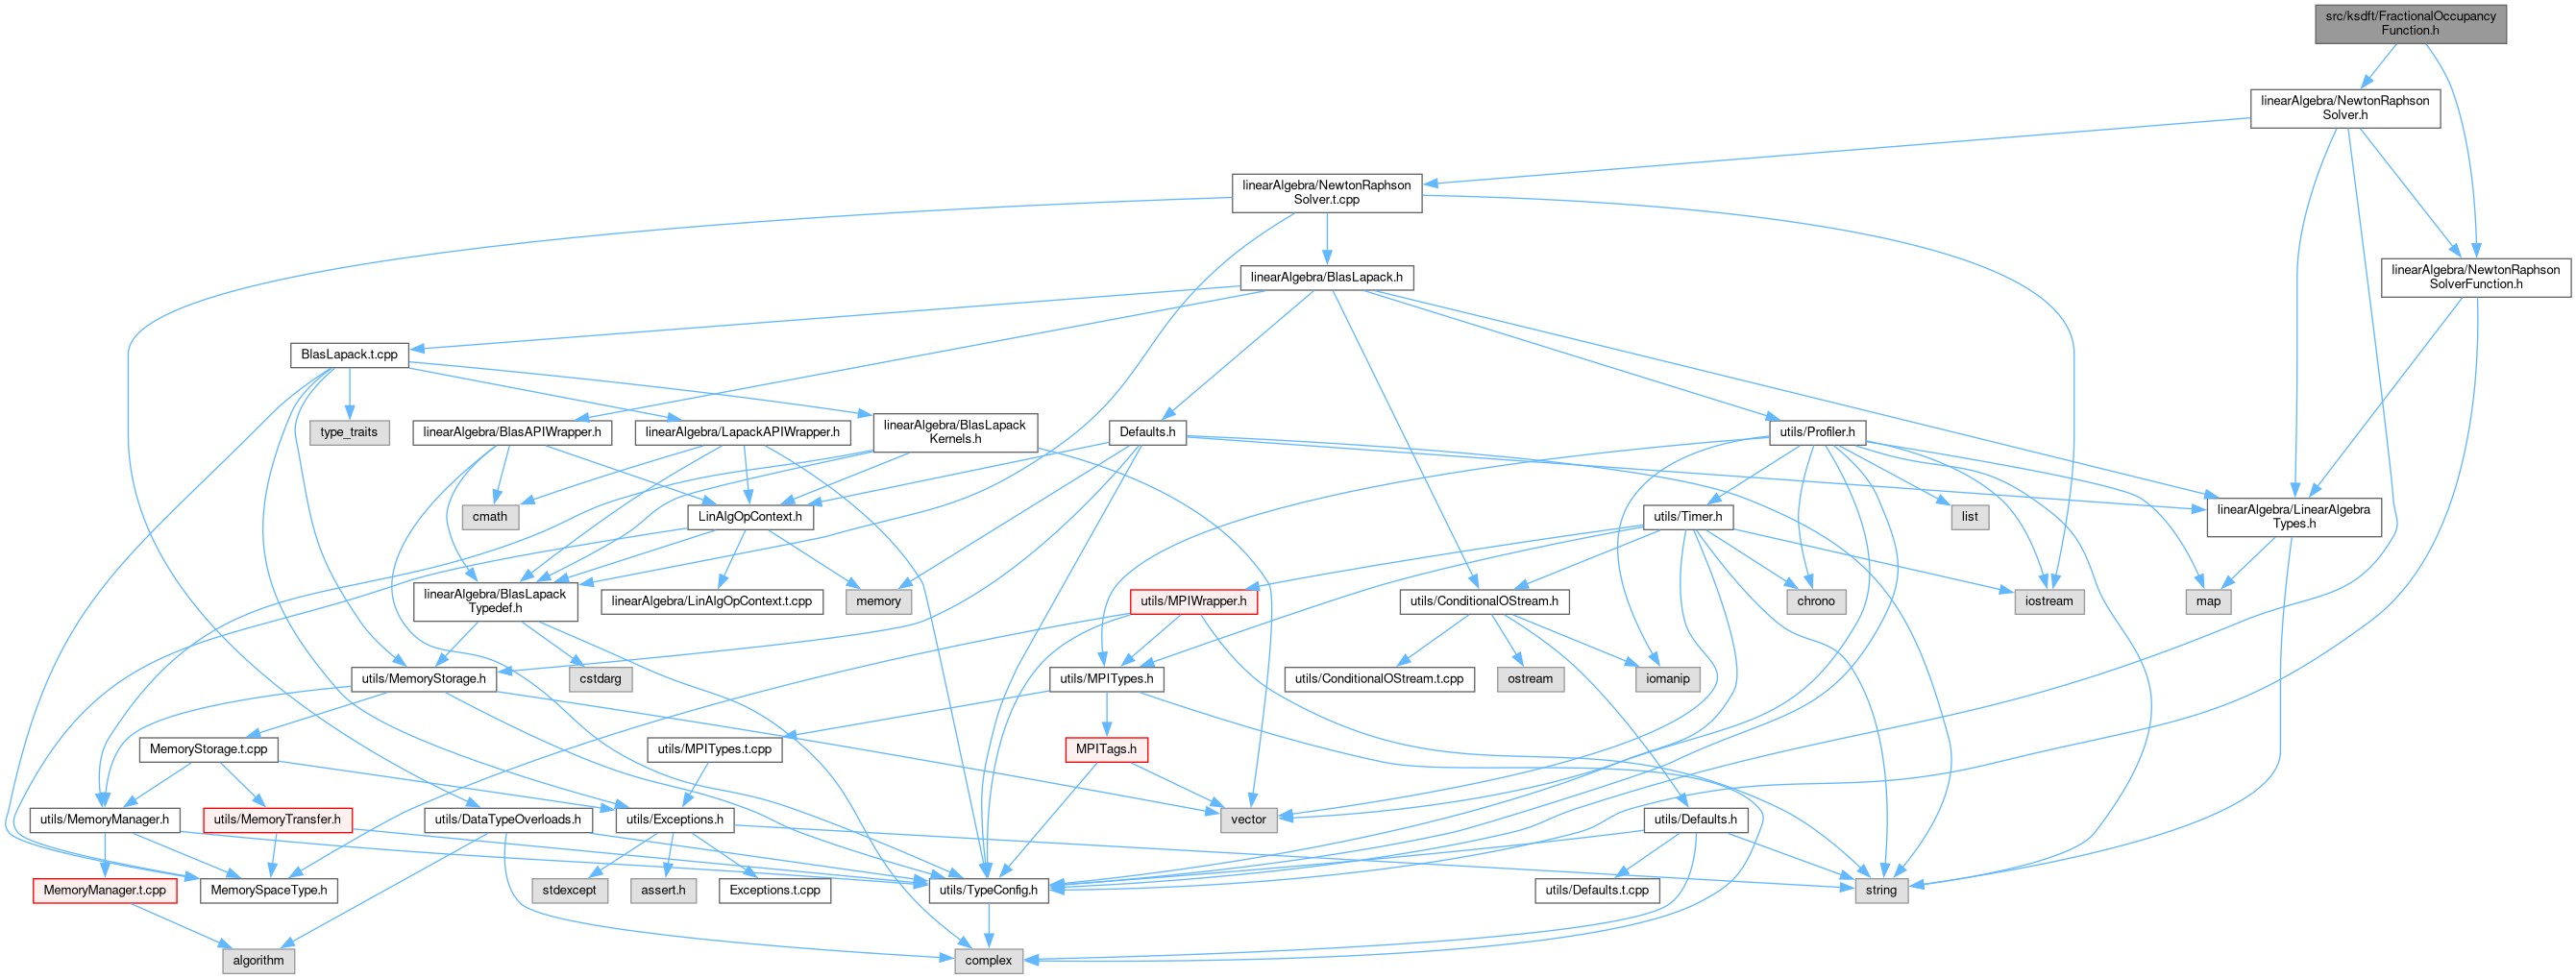 src/ksdft/FractionalOccupancy
Function.h
linearAlgebra/NewtonRaphson
Solver.h
linearAlgebra/NewtonRaphson
Solver.t.cpp
linearAlgebra/BlasLapack.h
linearAlgebra/NewtonRaphson
SolverFunction.h
BlasLapack.t.cpp
type_traits
linearAlgebra/BlasAPIWrapper.h
linearAlgebra/LapackAPIWrapper.h
linearAlgebra/BlasLapack
Kernels.h
Defaults.h
utils/Profiler.h
cmath
LinAlgOpContext.h
utils/Timer.h
list
linearAlgebra/LinearAlgebra
Types.h
linearAlgebra/BlasLapack
Typedef.h
linearAlgebra/LinAlgOpContext.t.cpp
memory
utils/MPIWrapper.h
utils/ConditionalOStream.h
chrono
iostream
map
utils/MemoryStorage.h
cstdarg
utils/MPITypes.h
utils/ConditionalOStream.t.cpp
ostream
iomanip
MemoryStorage.t.cpp
utils/MPITypes.t.cpp
MPITags.h
utils/MemoryManager.h
utils/MemoryTransfer.h
utils/DataTypeOverloads.h
utils/Exceptions.h
vector
utils/Defaults.h
MemoryManager.t.cpp
MemorySpaceType.h
stdexcept
assert.h
Exceptions.t.cpp
utils/TypeConfig.h
utils/Defaults.t.cpp
string
algorithm
complex